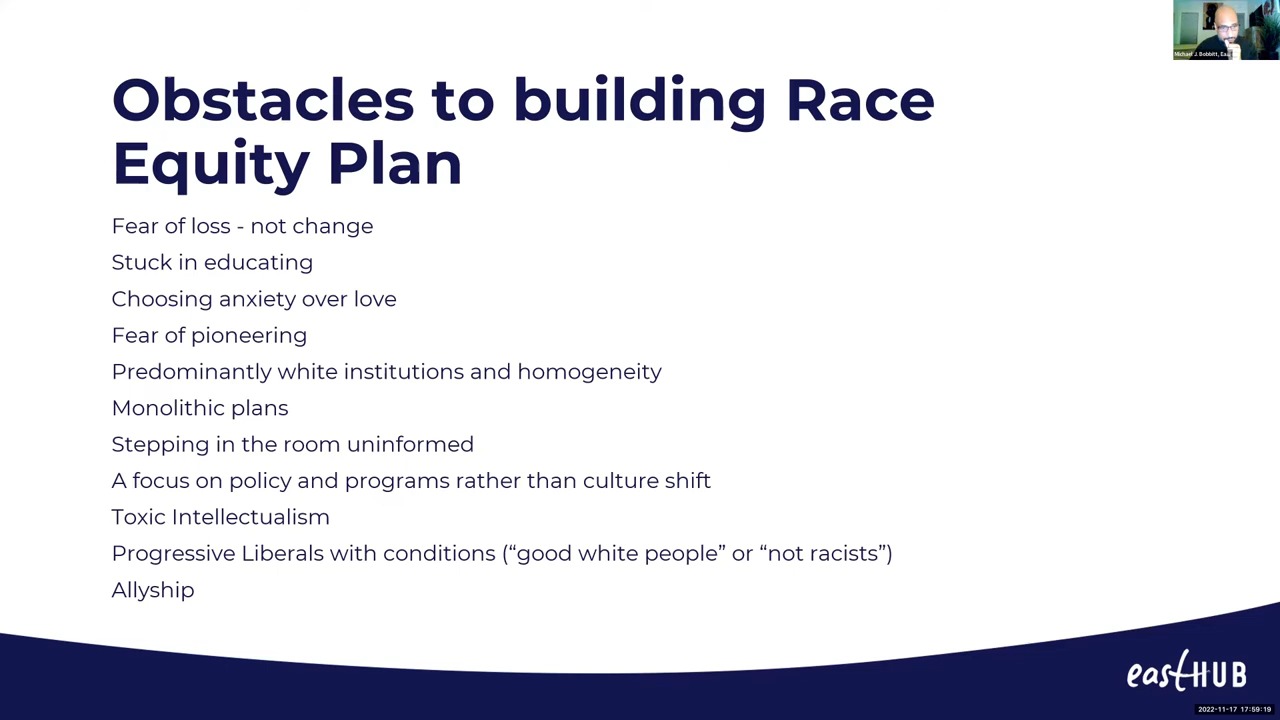 Michael J. Bobbitt, Eas
Obstacles to building Race
Equity Plan
Fear of loss - not change
Stuck in educating
Choosing anxiety over love
Fear of pioneering
Predominantly white institutions and homogeneity
Monolithic plans
Stepping in the room uninformed
A focus on policy and programs rather than culture shift
Toxic Intellectualism
Progressive Liberals with conditions (“good white people” or “not racists”)
Allyship
eastHUB
2022-11-17 17:59:19